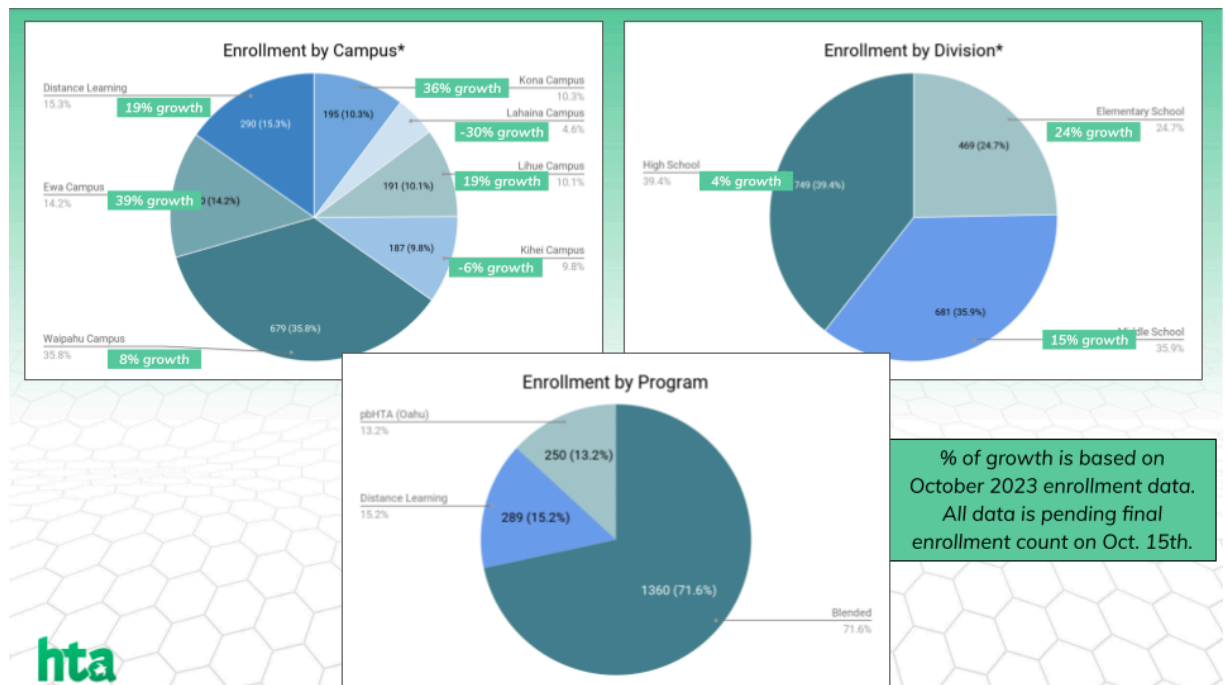 Enrollment by Campus*
Distance Learning
15.3%
19% growth
290 (15.3%)
195 (10.3%)
36% growth
Kona Campus
10.3%
Lahaina Campus
-30% growth
4.6%
Lihue Campus
191 (10.1%)
19% growth
10.1%
Ewa Campus
14.2%
39% growth
0 (14.2%)
187 (9.8%)
Kihei Campus
-6% growth
9.8%
679 (35.8%)
Waipahu Campus
35.8%
8% growth
Enrollment by Division*
Elementary School
24% growth
24.7%
469 (24.7%)
High School
39.4%
4% growth
749 (39.4%)
681 (35.9%)
School
15% growth
35.9%
Enrollment by Program
pbHTA (Oahu)
13.2%
250 (13.2%)
Distance Learning
15.2%
289 (15.2%)
1360 (71.6%)
Blended
71.6%
% of growth is based on
October 2023 enrollment data.
All data is pending final
enrollment count on Oct. 15th.
hta